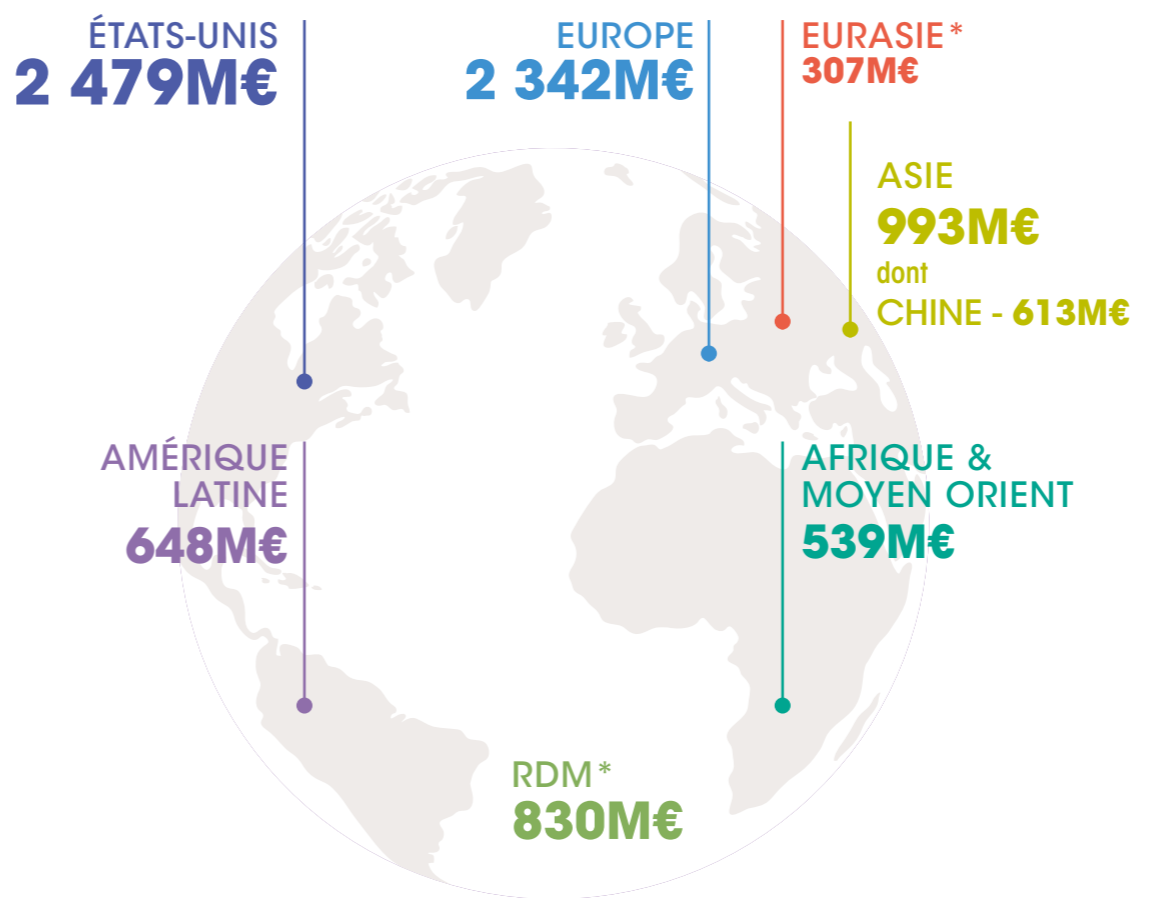 ÉTATS-UNIS
2 479M€
EUROPE
2 342M€
EURASIE*
307M€
ASIE
993M€
dont
CHINE - 613M€
AMÉRIQUE
LATINE
648M€
AFRIQUE &
MOYEN ORIENT
539M€
RDM*
830M€